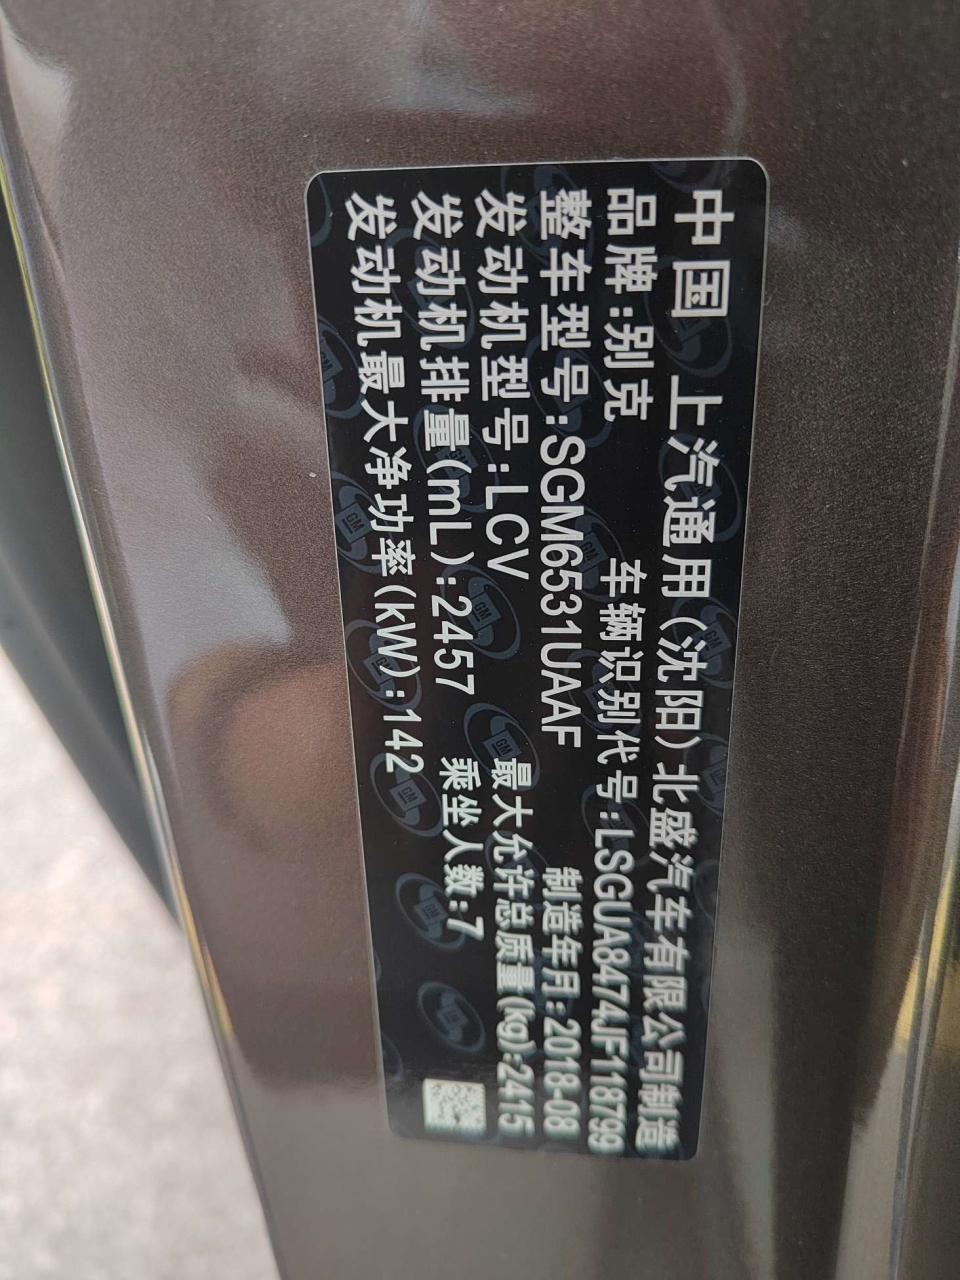 中国 上汽通用(沈阳)北盛汽车有限公司制造
品牌:别克 车辆识别代号:LSGUA8474JF118799
整车型号:SGM6531UAAF 制造年月:2018-08
发动机型号:LCV 最大允许总质量(kg):2415
发动机排量(mL):2457 乘坐人数:7
发动机最大净功率(kW):142